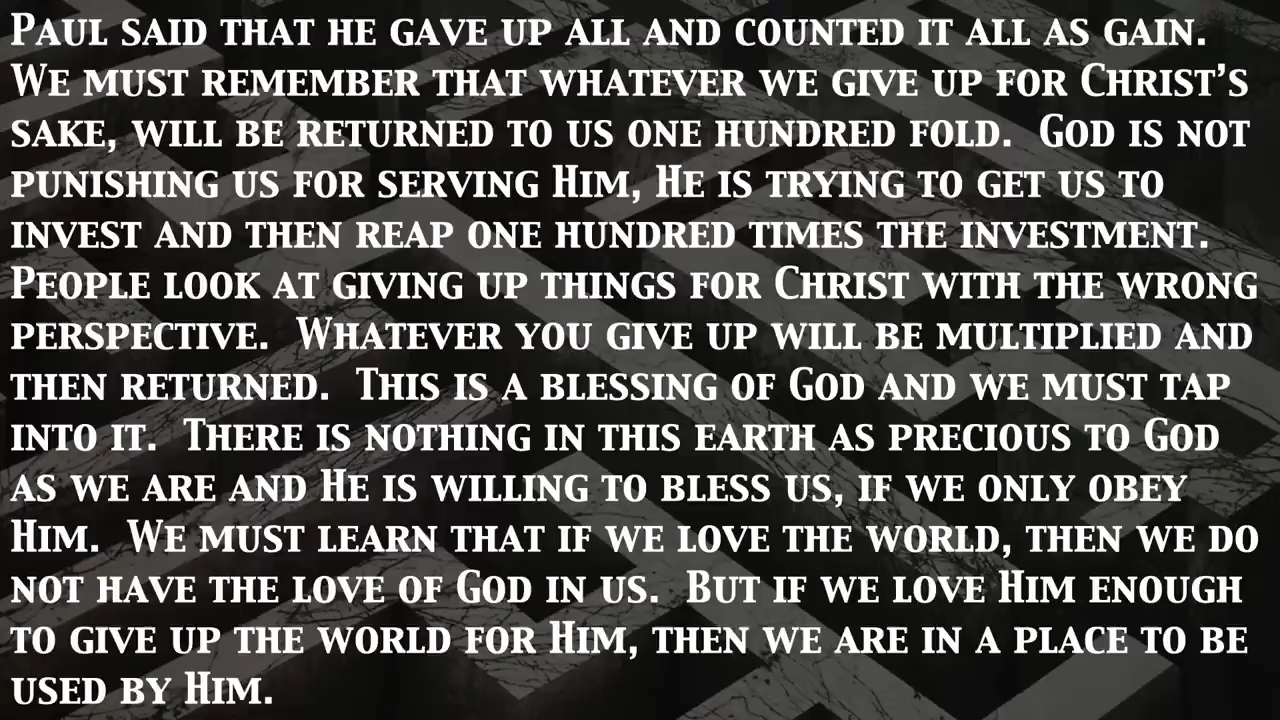 Paul said that he gave up all and counted it all as gain.
We must remember that whatever we give up for Christ's
sake, will be returned to us one hundred fold.  God is not
punishing us for serving Him, He is trying to get us to
invest and then reap one hundred times the investment.
People look at giving up things for Christ with the wrong
perspective.  Whatever you give up will be multiplied and
then returned.  This is a blessing of God and we must tap
into it.  There is nothing in this earth as precious to God
as we are and He is willing to bless us, if we only obey
Him.  We must learn that if we love the world, then we do
not have the love of God in us.  But if we love Him enough
to give up the world for Him, then we are in a place to be
used by Him.